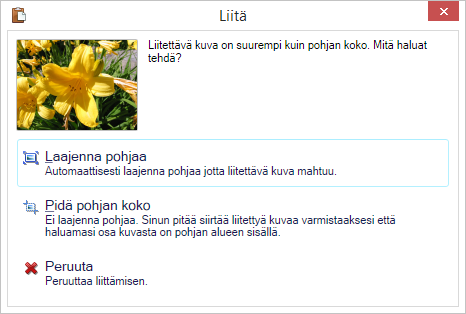 Liitä
Liitettävä kuva on suurempi kuin pohjan koko. Mitä haluat
tehdä?
Laajenna pohjaa
Automaattisesti laajenna pohjaa jotta liitettävä kuva mahtuu.
Pidä pohjan koko
Ei laajenna pohjaa. Sinun pitää siirtää liitettyä kuvaa varmistaaksesi että
haluamasi osa kuvasta on pohjan alueen sisällä.
Peruuta
Peruuttaa liittämisen.